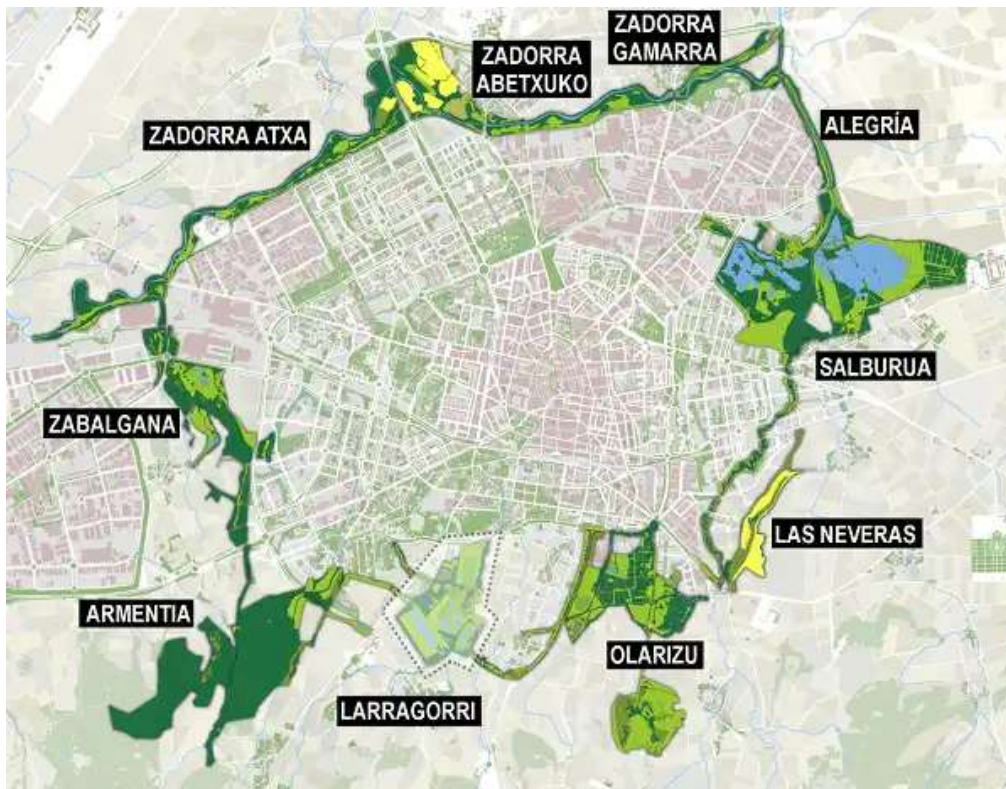 ZADORRA
GAMARRA
ZADORRA
ABETXUKO
ZADORRA ATXA
ALEGRÍA
SALBURUA
ZABALGANA
LAS NEVERAS
ARMENTIA
OLARIZU
LARRAGORRI